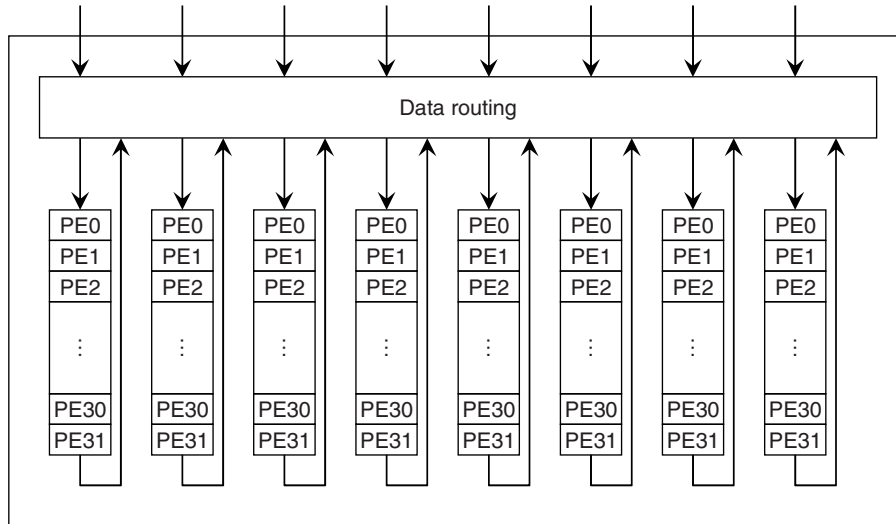 Data routing
PE0 PE0 PE0 PE0 PE0 PE0 PE0 PE0
PE1 PE1 PE1 PE1 PE1 PE1 PE1 PE1
PE2 PE2 PE2 PE2 PE2 PE2 PE2 PE2
⋮ ⋮ ⋮ ⋮ ⋮ ⋮ ⋮ ⋮
PE30 PE30 PE30 PE30 PE30 PE30 PE30 PE30
PE31 PE31 PE31 PE31 PE31 PE31 PE31 PE31